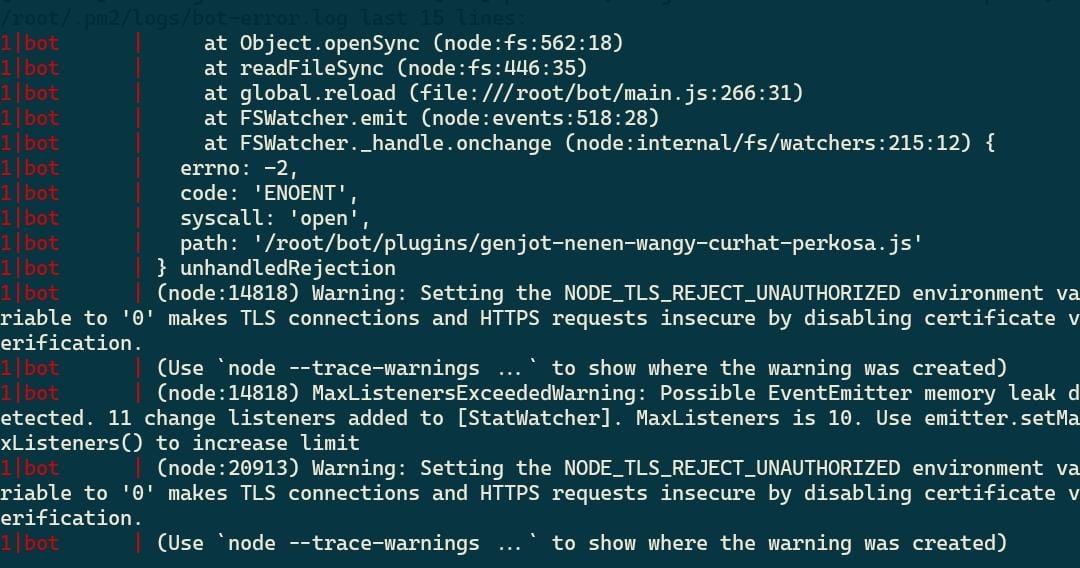 /root/.pm2/logs/bot-error.log last 15 lines:
1|bot      |     at Object.openSync (node:fs:562:18)
1|bot      |     at readFileSync (node:fs:446:35)
1|bot      |     at global.reload (file:///root/bot/main.js:266:31)
1|bot      |     at FSWatcher.emit (node:events:518:28)
1|bot      |     at FSWatcher._handle.onchange (node:internal/fs/watchers:215:12) {
1|bot      |   errno: -2,
1|bot      |   code: 'ENOENT',
1|bot      |   syscall: 'open',
1|bot      |   path: '/root/bot/plugins/genjot-nenen-wangy-curhat-perkosa.js'
1|bot      | } unhandledRejection
1|bot      | (node:14818) Warning: Setting the NODE_TLS_REJECT_UNAUTHORIZED environment va
riable to '0' makes TLS connections and HTTPS requests insecure by disabling certificate v
erification.
1|bot      | (Use `node --trace-warnings ...` to show where the warning was created)
1|bot      | (node:14818) MaxListenersExceededWarning: Possible EventEmitter memory leak d
etected. 11 change listeners added to [StatWatcher]. MaxListeners is 10. Use emitter.setMa
xListeners() to increase limit
1|bot      | (node:20913) Warning: Setting the NODE_TLS_REJECT_UNAUTHORIZED environment va
riable to '0' makes TLS connections and HTTPS requests insecure by disabling certificate v
erification.
1|bot      | (Use `node --trace-warnings ...` to show where the warning was created)